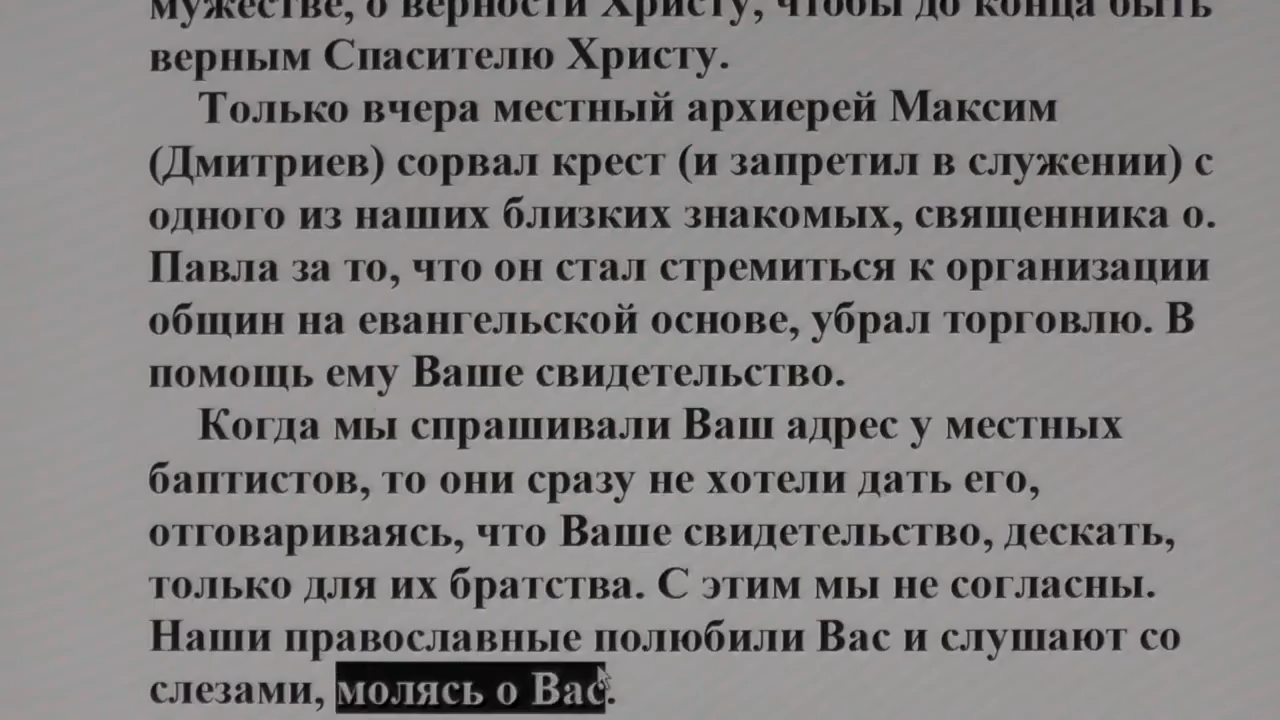 мужестве, о верности Христу, чтобы до конца быть
верным Спасителю Христу.
Только вчера местный архиерей Максим
(Дмитриев) сорвал крест (и запретил в служении) с
одного из наших близких знакомых, священника о.
Павла за то, что он стал стремиться к организации
общин на евангельской основе, убрал торговлю. В
помощь ему Ваше свидетельство.
Когда мы спрашивали Ваш адрес у местных
баптистов, то они сразу не хотели дать его,
отговариваясь, что Ваше свидетельство, дескать,
только для их братства. С этим мы не согласны.
Наши православные полюбили Вас и слушают со
слезами, молясь о Вас.